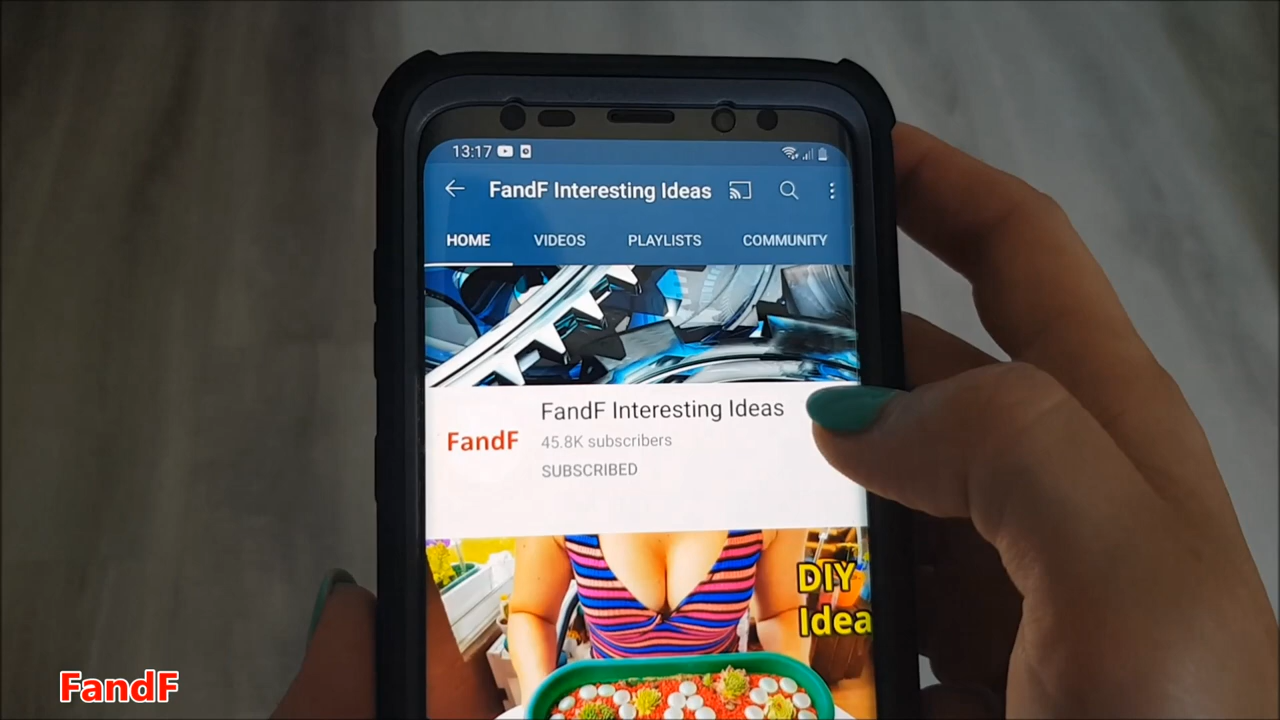 13:17
FandF Interesting Ideas
HOME VIDEOS PLAYLISTS COMMUNITY
FandF Interesting Ideas
FandF
45.8K subscribers
SUBSCRIBED
DIY
Idea
FandF